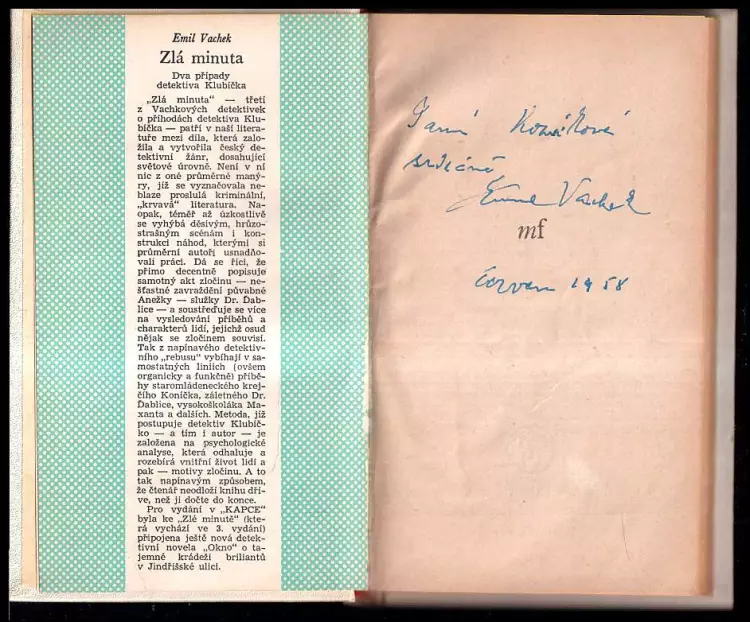 Emil Vachek
Zlá minuta
Dva případy
detektiva Klubíčka
„Zlá minuta“ — třetí
z Vachkových detektivek
o příhodách detektiva Klu-
bíčka — patří v naší litera-
tuře mezi díla, která zalo-
žila a vytvořila český de-
tektivní žánr, dosahující
světové úrovně. Není v ní
nic z oné průměrné maný-
ry, jíž se vyznačovala ne-
blaze proslulá kriminální,
„krvavá“ literatura. Na-
opak, téměř až úzkostlivě
se vyhýbá děsivým, hrůzo-
strašným scénám i kon-
strukci náhod, kterými si
průměrní autoři usnadňo-
vali práci. Dá se říci, že
přímo decentně popisuje
samotný akt zločinu — ne-
šťastné zavraždění půvabné
Anežky — služky Dr. Ďab-
lice — a soustřeďuje se více
na vysledování příběhů a
charakterů lidí, jejichž osud
nějak se zločinem souvisí.
Tak z napínavého detektiv-
ního „rebusu“ vybíhají v sa-
mostatných liniích (ovšem
organicky a funkčně) příbě-
hy staromládeneckého krej-
čího Koníčka, záletného Dr.
Ďablice, vysokoškoláka Ma-
xanta a dalších. Metoda, již
postupuje detektiv Klubíč-
ko — a tím i autor — je
založena na psychologické
analyse, která odhaluje a
rozebírá vnitřní život lidí a
pak — motivy zločinu. A to
tak napínavým způsobem,
že čtenář neodloží knihu dří-
ve, než ji dočte do konce.
Pro vydání v „KAPCE“
byla ke „Zlé minutě“ (kte-
rá vychází ve 3. vydání)
připojena ještě nová detek-
tivní novela „Okno“ o ta-
jemné krádeži briliantů
v Jindřišské ulici.
Paní
srdečně
Emil Vachek
mf
červen 1958